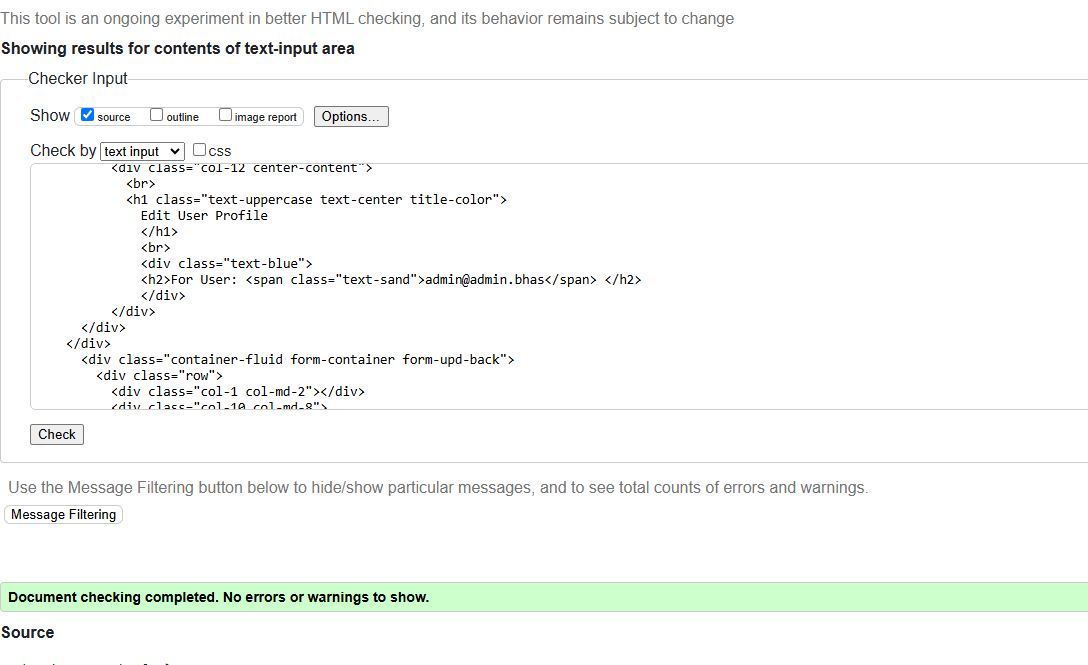 This tool is an ongoing experiment in better HTML checking, and its behavior remains subject to change
Showing results for contents of text-input area
Checker Input
Show source outline image report Options...
Check by text input css
<div class="col-12 center-content">
<br>
<h1 class="text-uppercase text-center title-color">
Edit User Profile
</h1>
<br>
<div class="text-blue">
<h2>For User: <span class="text-sand">admin@admin.bhas</span> </h2>
</div>
</div>
</div>
</div>
<div class="container-fluid form-container form-upd-back">
<div class="row">
<div class="col-1 col-md-2"></div>
<div class="col-10 col-md-8">
Check
Use the Message Filtering button below to hide/show particular messages, and to see total counts of errors and warnings.
Message Filtering
Document checking completed. No errors or warnings to show.
Source